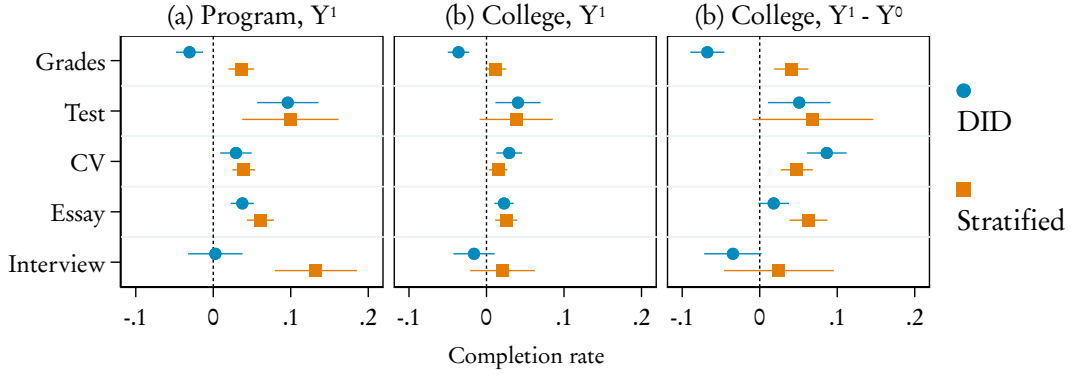 (a) Program, Y¹
(b) College, Y¹
(b) College, Y¹ - Y⁰
Grades
Test
CV
Essay
Interview
-.1 0 .1 .2
-.1 0 .1 .2
-.1 0 .1 .2
Completion rate
DID
Stratified